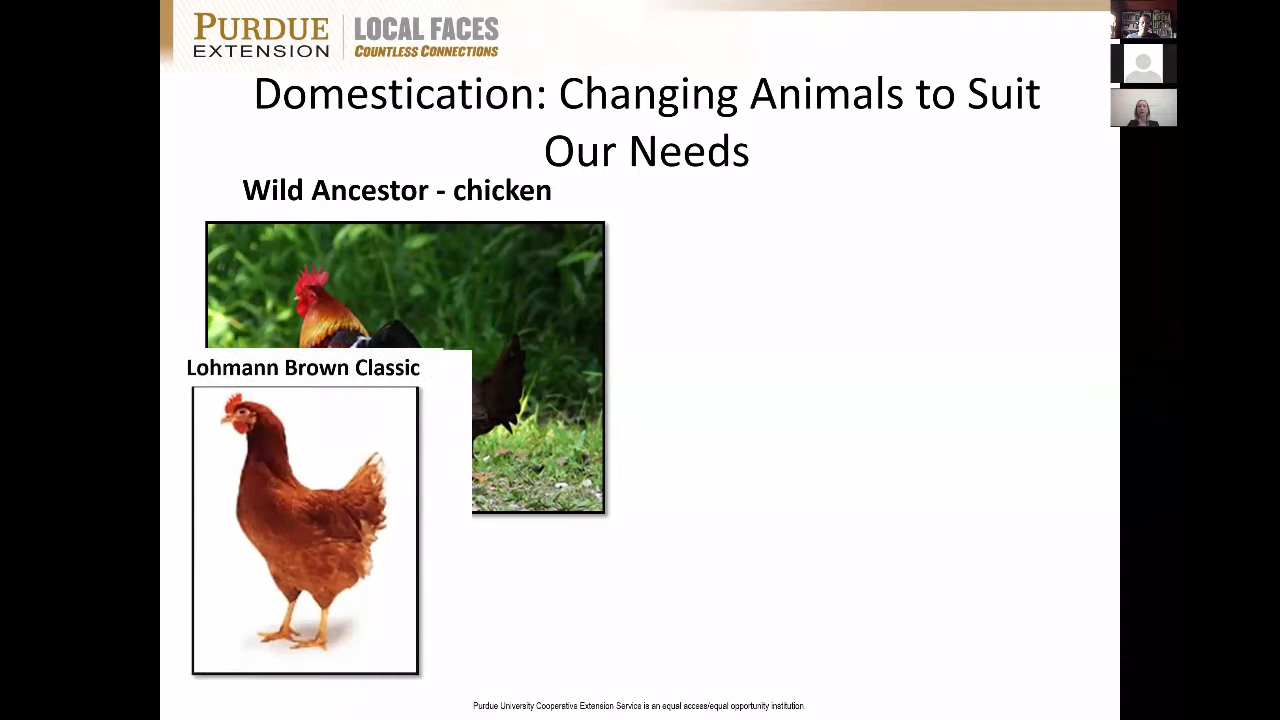 PURDUE
EXTENSION
LOCAL FACES
COUNTLESS CONNECTIONS
Domestication: Changing Animals to Suit
Our Needs
Wild Ancestor - chicken
Lohmann Brown Classic
Purdue University Cooperative Extension Service is an equal access/equal opportunity institution.